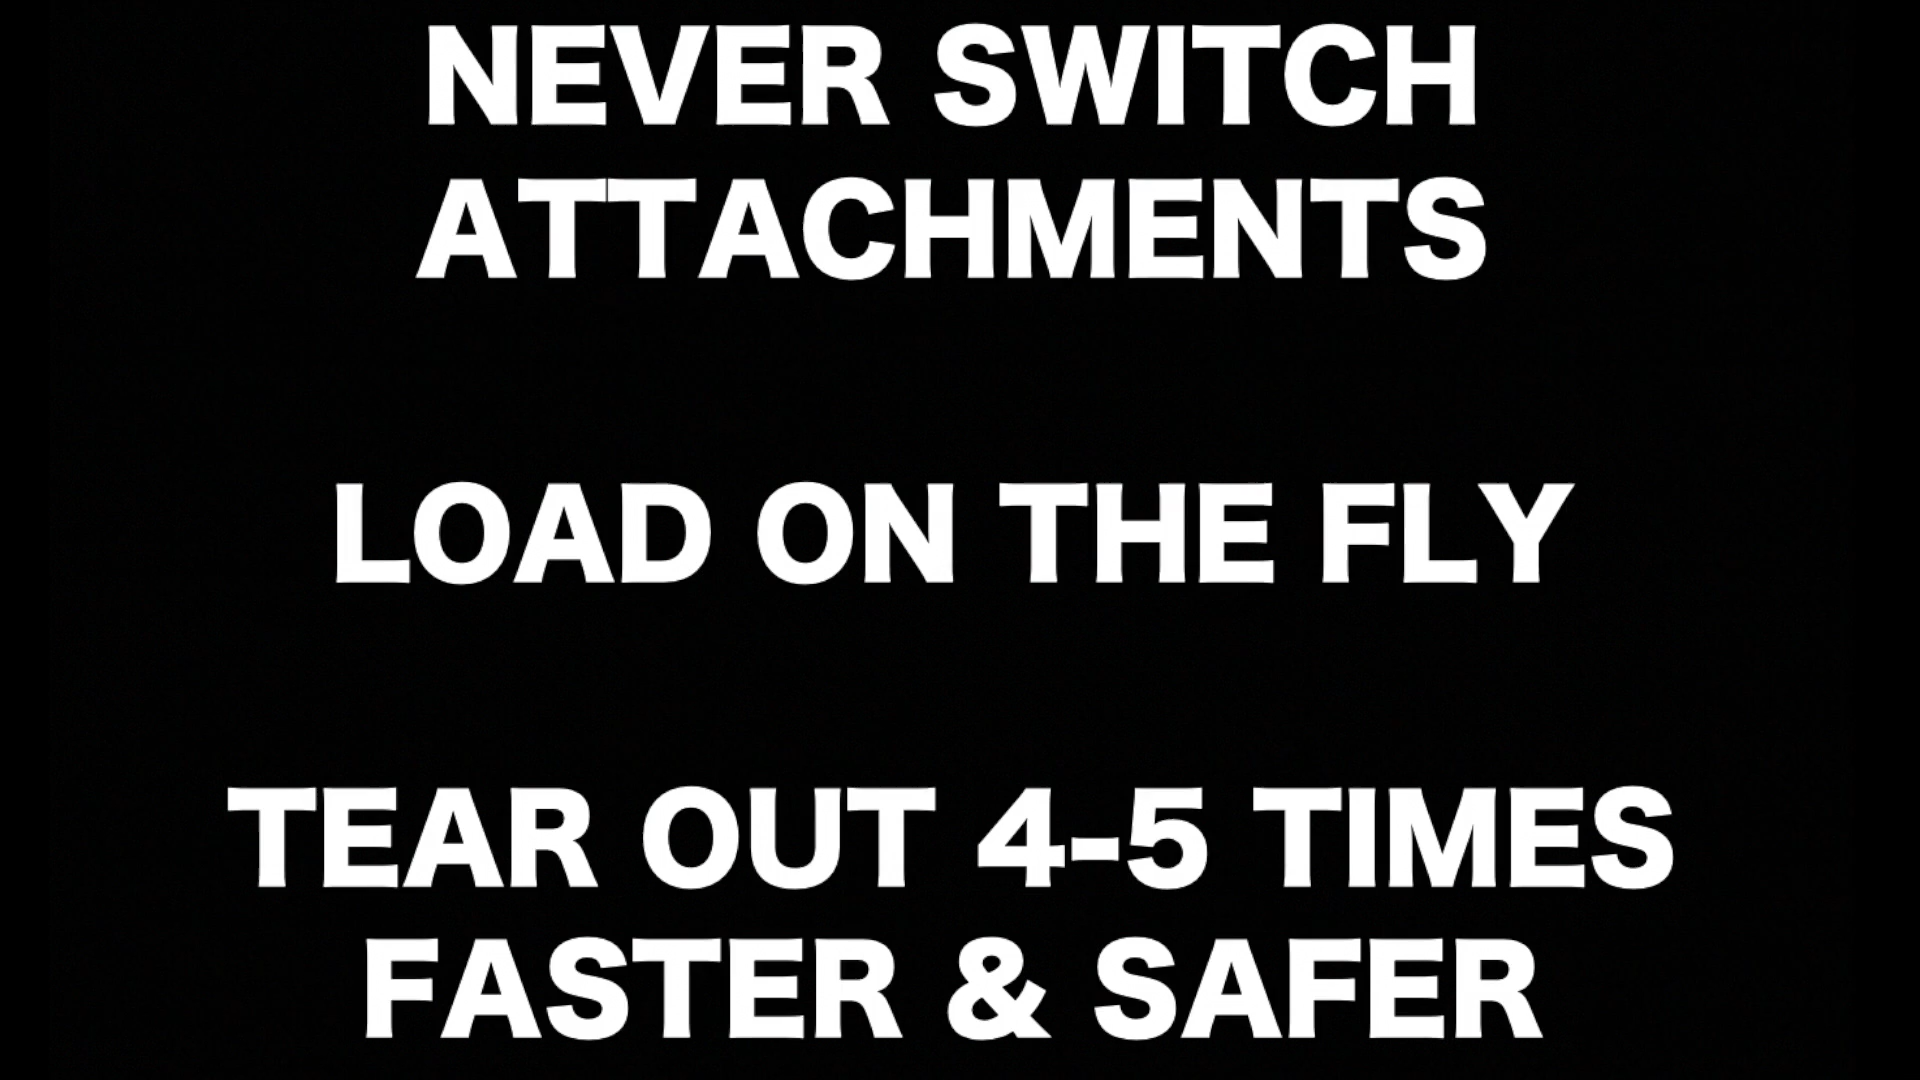 NEVER SWITCH
ATTACHMENTS
LOAD ON THE FLY
TEAR OUT 4-5 TIMES
FASTER & SAFER